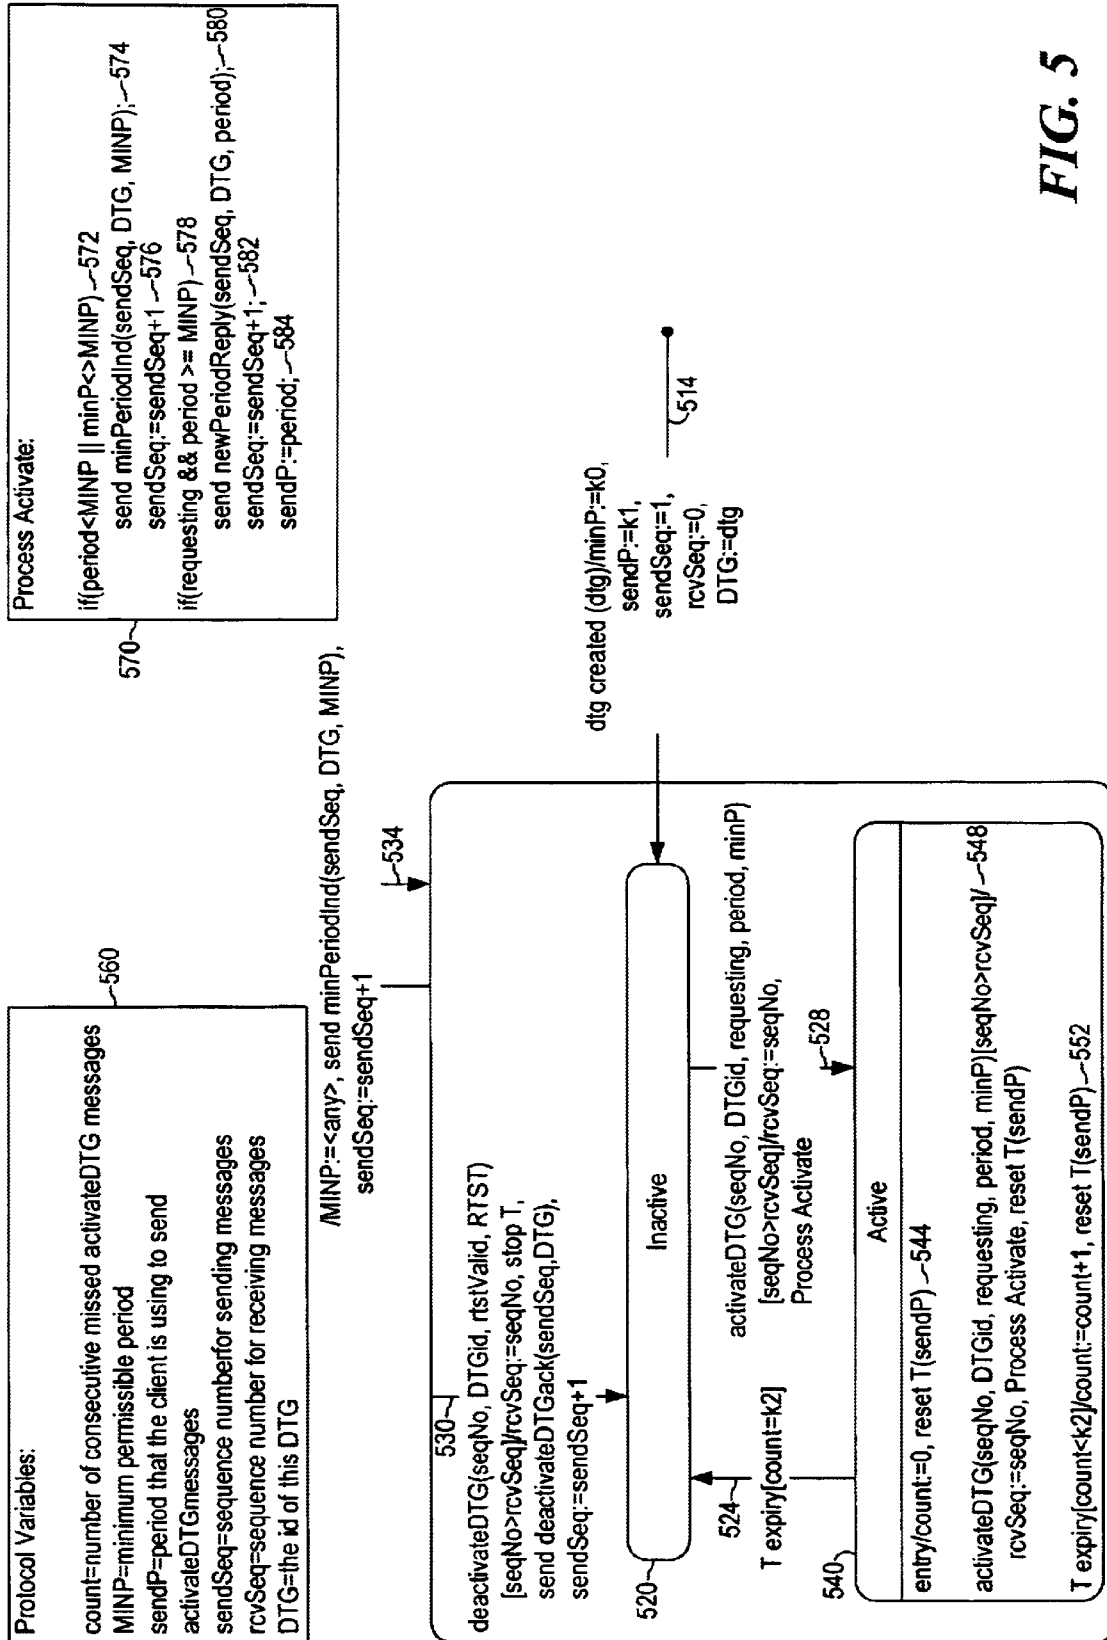 Protocol Variables:
count=number of consecutive missed activateDTG messages
MINP=minimum permissible period
sendP=period that the client is using to send
activateDTGmessages
sendSeq=sequence numberfor sending messages
rcvSeq=sequence number for receiving messages
DTG=the id of this DTG
560
Process Activate:
if(period<MINP || minP<>MINP) 572
send minPeriodInd(sendSeq, DTG, MINP); 574
sendSeq:=sendSeq+1 576
if(requesting && period >= MINP) 578
send newPeriodReply(sendSeq, DTG, period); 580
sendSeq:=sendSeq+1; 582
sendP:=period; 584
570
/MINP:=<any>, send minPeriodInd(sendSeq, DTG, MINP),
sendSeq:=sendSeq+1
534
530
deactivateDTG(seqNo, DTGid, rtstValid, RTST)
[seqNo>rcvSeq]/rcvSeq:=seqNo, stop T,
send deactivateDTGack(sendSeq,DTG),
sendSeq:=sendSeq+1
dtg created (dtg)/minP:=k0,
sendP:=k1,
sendSeq:=1,
rcvSeq:=0,
DTG:=dtg
514
Inactive
520
524
T expiry[count=k2]
activateDTG(seqNo, DTGid, requesting, period, minP)
[seqNo>rcvSeq]/rcvSeq:=seqNo,
Process Activate
528
540
Active
entry/count:=0, reset T(sendP) 544
activateDTG(seqNo, DTGid, requesting, period, minP)[seqNo>rcvSeq]/ 548
rcvSeq:=seqNo, Process Activate, reset T(sendP)
T expiry[count<k2]/count:=count+1, reset T(sendP) 552
FIG. 5